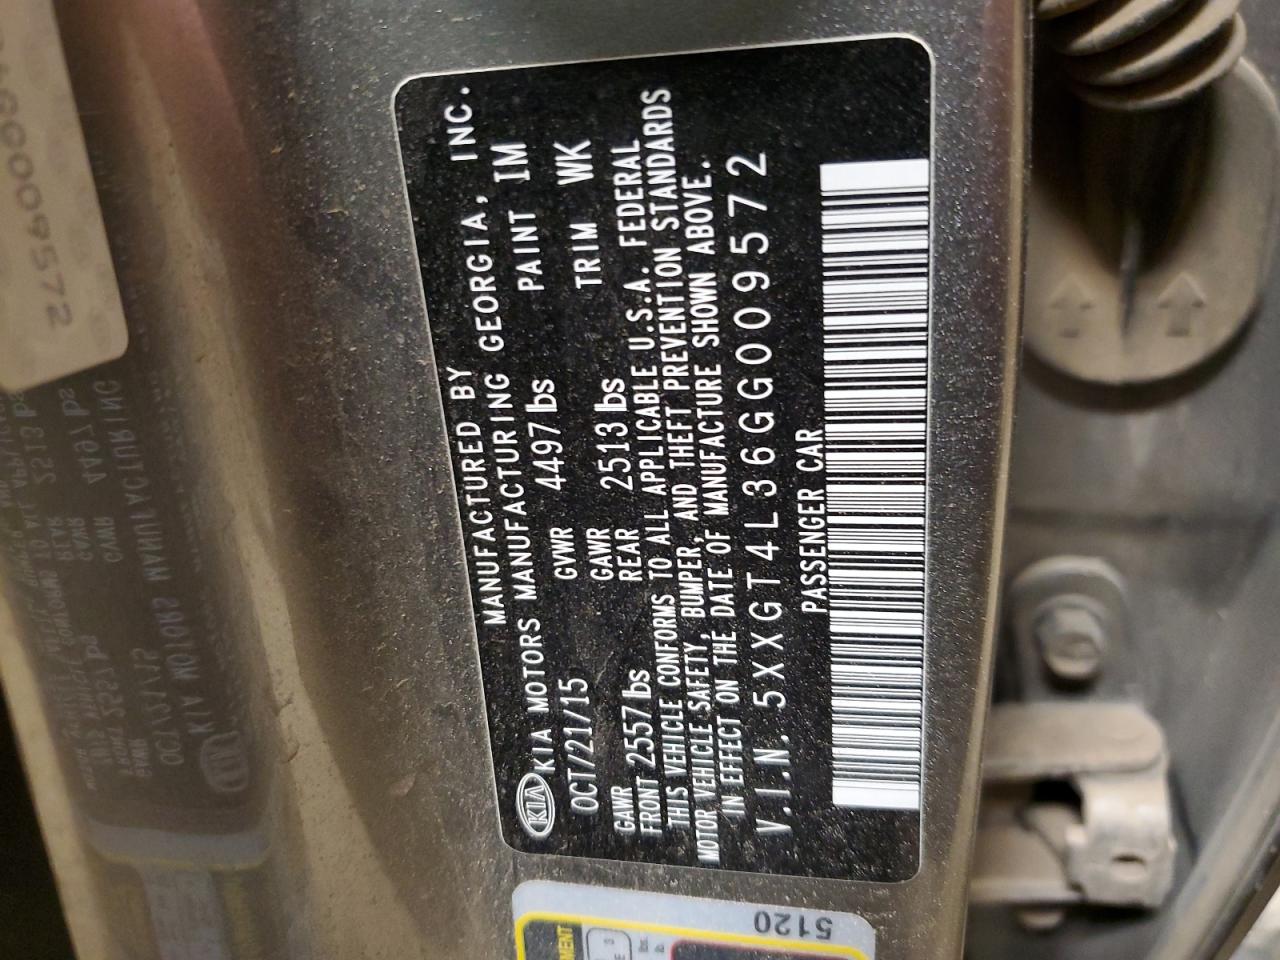 MANUFACTURED BY
KIA KIA MOTORS MANUFACTURING GEORGIA, INC.
OCT/21/15 GVWR 4497 lbs PAINT IM
GAWR FRONT 2557 lbs GAWR REAR 2513 lbs TRIM WK
THIS VEHICLE CONFORMS TO ALL APPLICABLE U.S.A. FEDERAL
MOTOR VEHICLE SAFETY, BUMPER, AND THEFT PREVENTION STANDARDS
IN EFFECT ON THE DATE OF MANUFACTURE SHOWN ABOVE.
V.I.N. 5XXGT4L36GG009572
PASSENGER CAR
5120
G009572